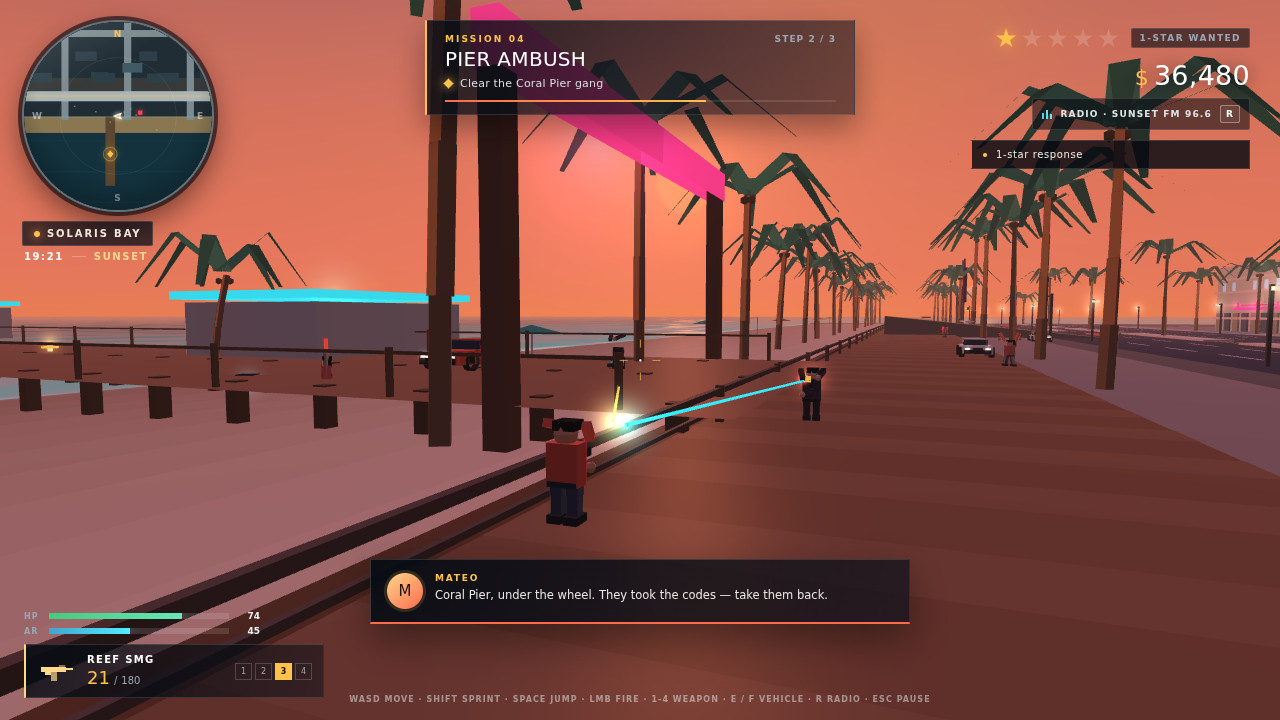 N
W
E
S
SOLARIS BAY
19:21 — SUNSET
MISSION 04
STEP 2 / 3
PIER AMBUSH
Clear the Coral Pier gang
1-STAR WANTED
$ 36,480
RADIO · SUNSET FM 96.6 R
1-star response
M
MATEO
Coral Pier, under the wheel. They took the codes — take them back.
HP 74
AR 45
REEF SMG
21 / 180
1 2 3 4
WASD MOVE · SHIFT SPRINT · SPACE JUMP · LMB FIRE · 1-4 WEAPON · E / F VEHICLE · R RADIO · ESC PAUSE